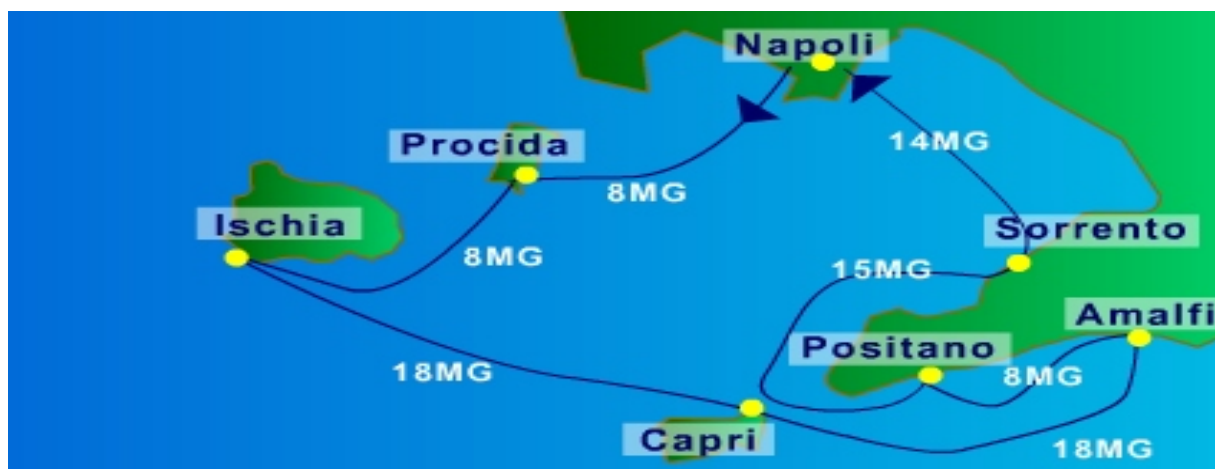 Napoli
Procida
14MG
8MG
Ischia
Sorrento
8MG
15MG
Amalfi
Positano
18MG
8MG
Capri
18MG